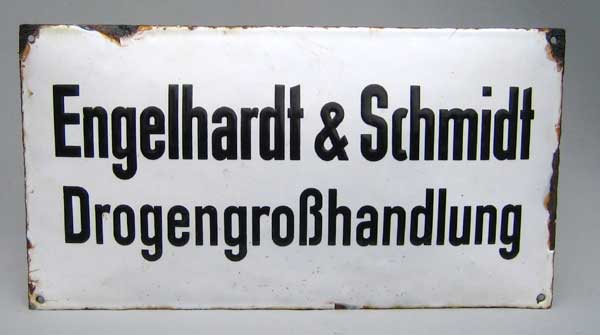 Engelhardt & Schmidt
Drogengroßhandlung